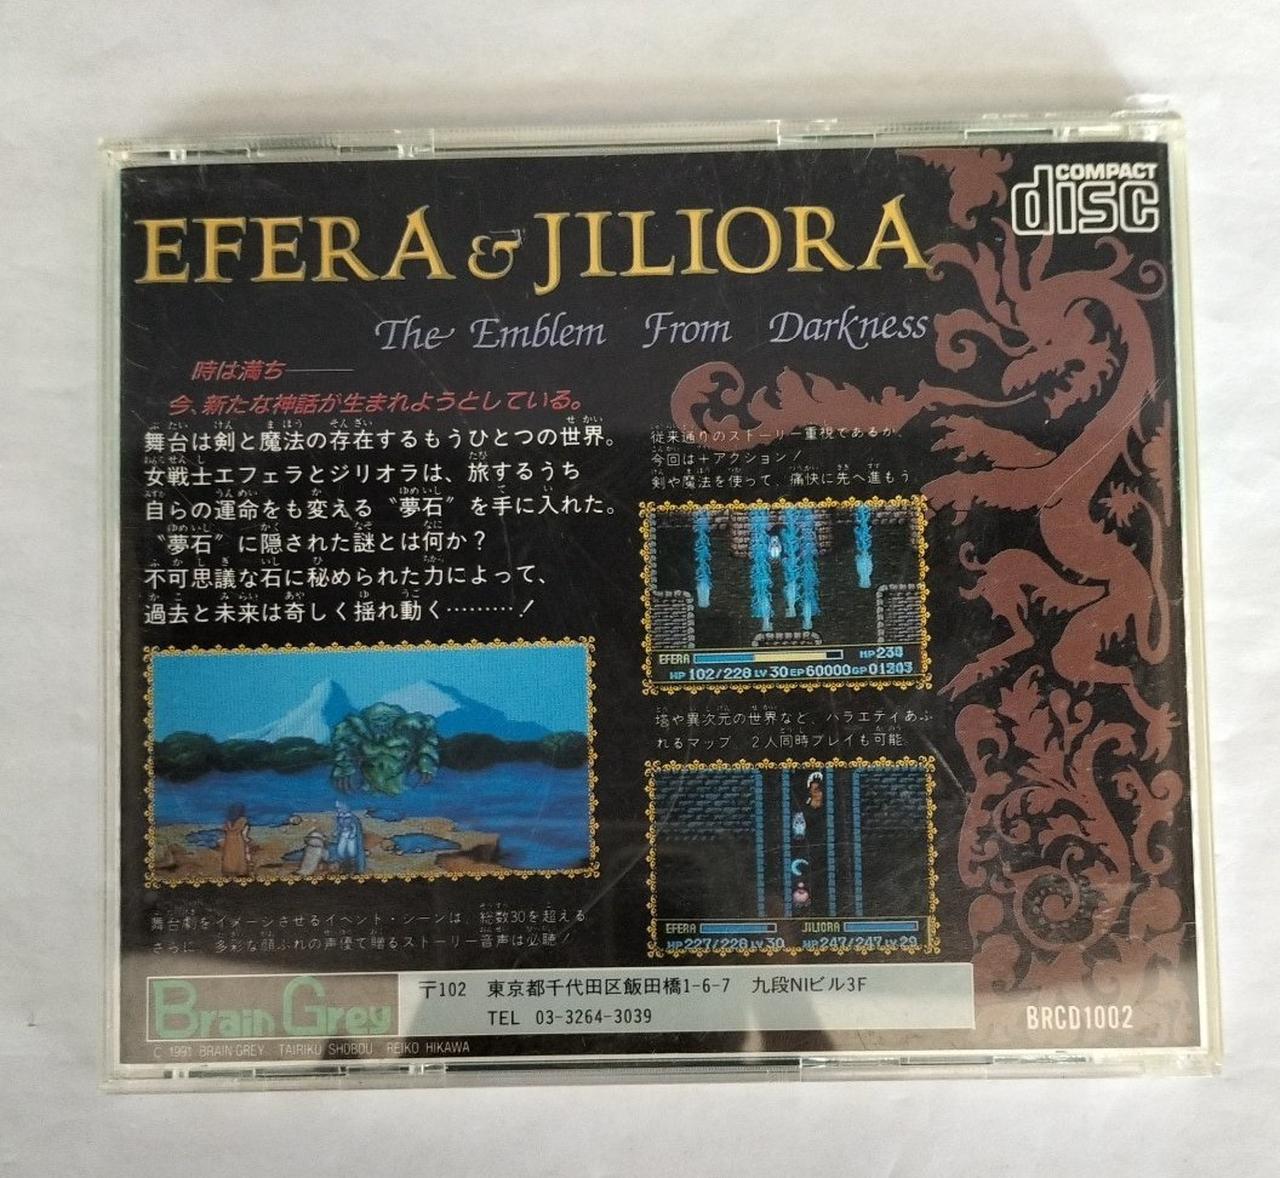 COMPACT
disc
EFERA & JILIORA
The Emblem From Darkness
時は満ち――
今、新たな神話が生まれようとしている。
舞台は剣と魔法の存在するもうひとつの世界。
女戦士エフェラとジリオラは、旅するうち
自らの運命をも変える〝夢石〟を手に入れた。
〝夢石〟に隠された謎とは何か?
不可思議な石に秘められた力によって、
過去と未来は奇しく揺れ動く………!
従来通りのストーリー重視であるが、
今回は+アクション!
剣や魔法を使って、痛快に先へ進もう
EFERA MP234
HP 102/228 LV 30 EP 60000 GP 01203
塔や異次元の世界など、バラエティあふ
れるマップ 2人同時プレイも可能
EFERA JILIORA
HP227/228 LV 30 HP247/247 LV 29
舞台劇をイメージさせるイベント・シーンは、総数30を超える
さらに、多彩な顔ぶれの声優で贈るストーリー音声は必聴!
Brain Grey
〒102 東京都千代田区飯田橋1-6-7 九段NIビル3F
TEL 03-3264-3039
C 1991 BRAIN-GREY TAIRIKU SHOBOU REIKO HIKAWA
BRCD1002